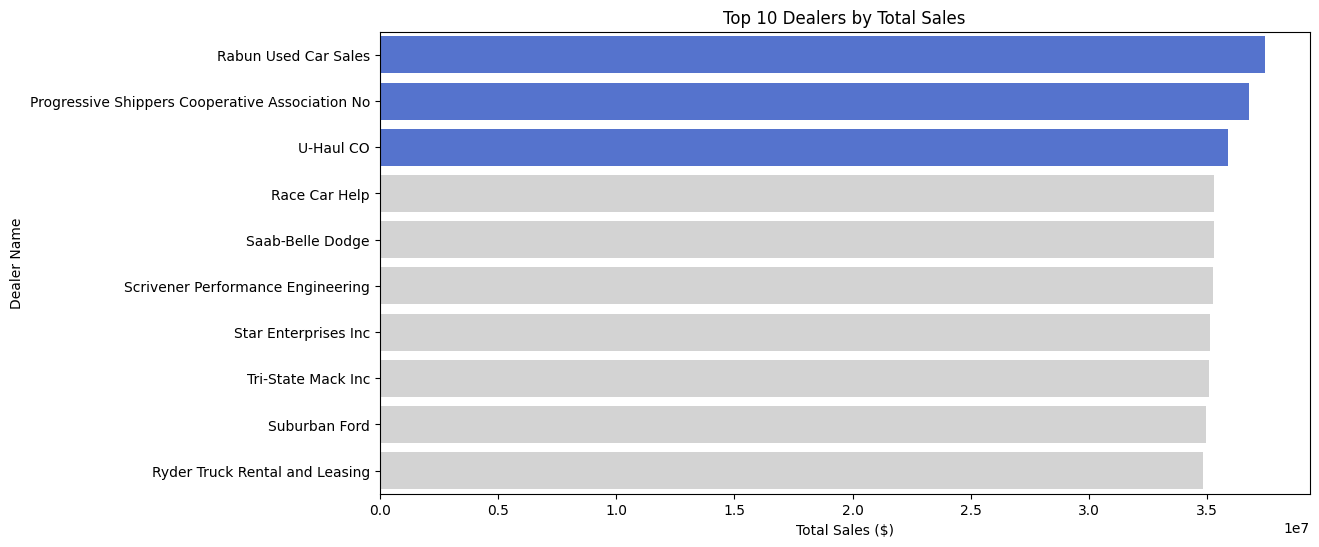 Top 10 Dealers by Total Sales
Dealer Name
Rabun Used Car Sales
Progressive Shippers Cooperative Association No
U-Haul CO
Race Car Help
Saab-Belle Dodge
Scrivener Performance Engineering
Star Enterprises Inc
Tri-State Mack Inc
Suburban Ford
Ryder Truck Rental and Leasing
0.0 0.5 1.0 1.5 2.0 2.5 3.0 3.5
1e7
Total Sales ($)